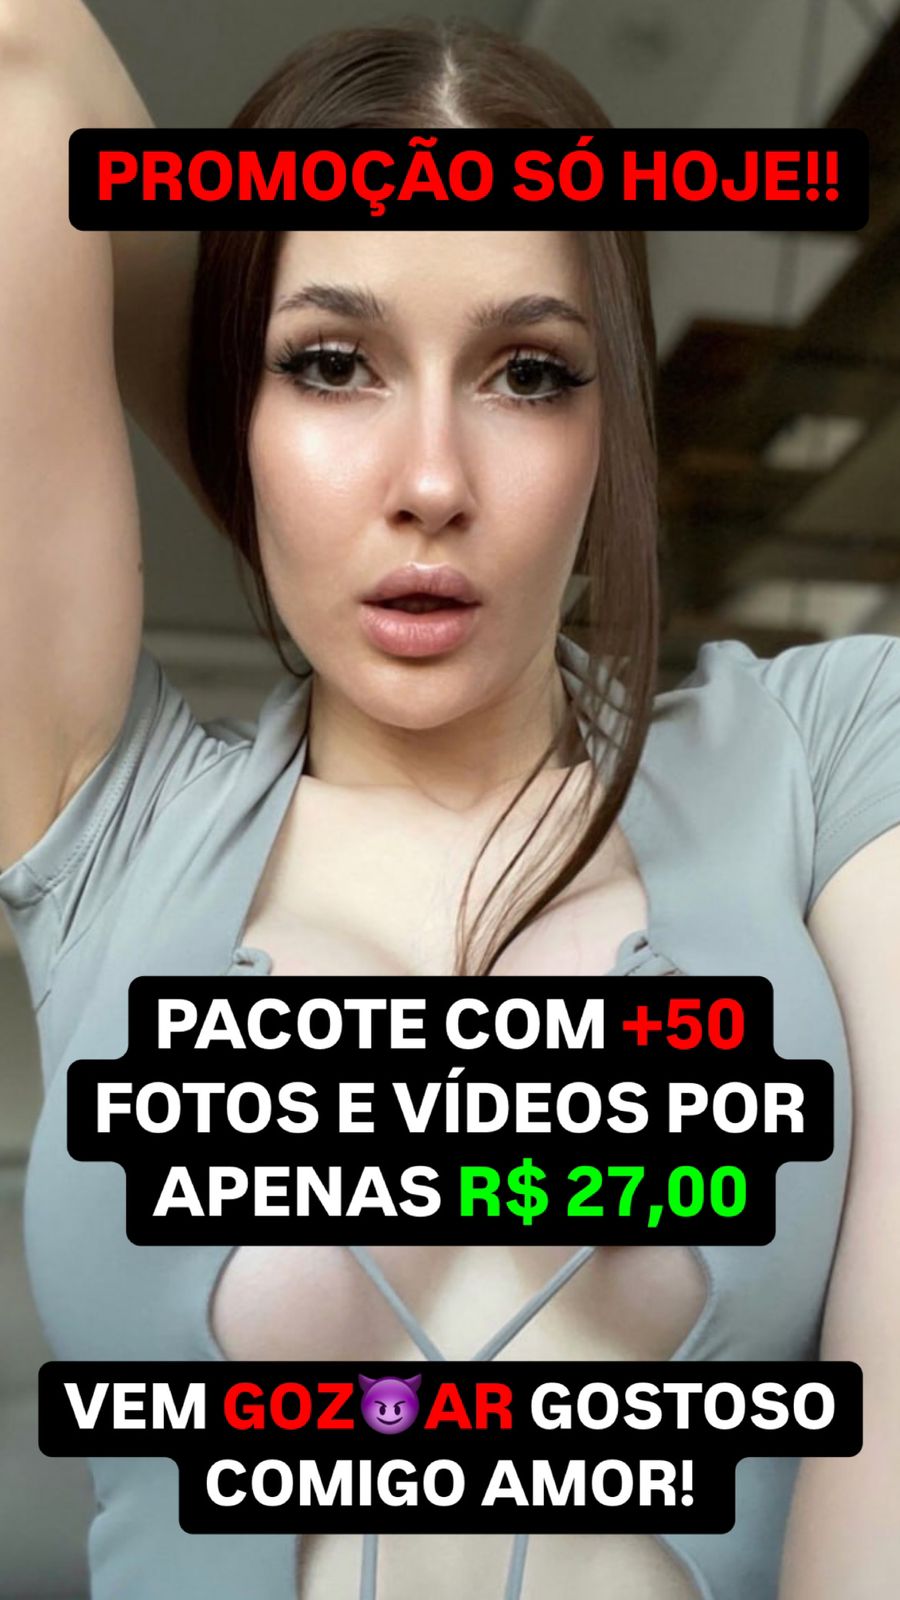 PROMOÇÃO SÓ HOJE!!
PACOTE COM +50
FOTOS E VÍDEOS POR
APENAS R$ 27,00
VEM GOZ😈AR GOSTOSO
COMIGO AMOR!